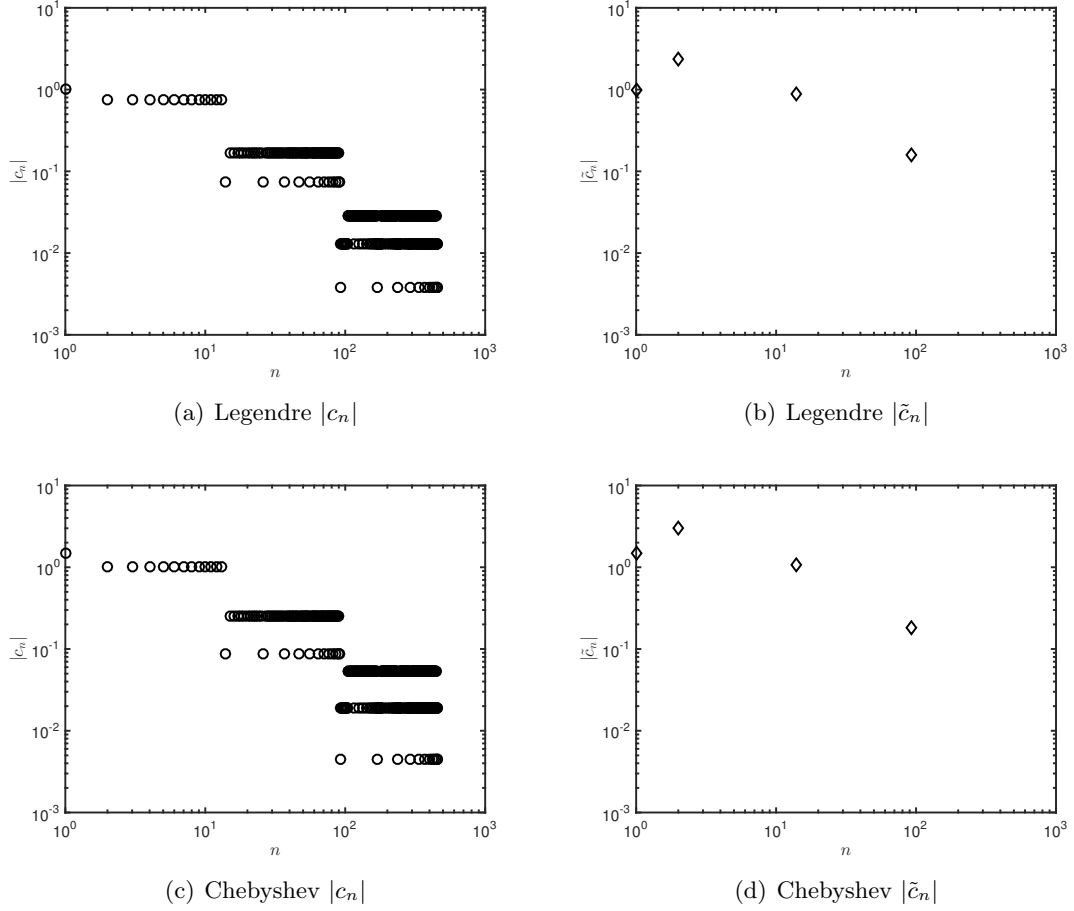 10^1
10^0
10^-1
10^-2
10^-3
|c_n|
10^0 10^1 10^2 10^3
n
(a) Legendre |c_n|
10^1
10^0
10^-1
10^-2
10^-3
|c̃_n|
10^0 10^1 10^2 10^3
n
(b) Legendre |c̃_n|
10^1
10^0
10^-1
10^-2
10^-3
|c_n|
10^0 10^1 10^2 10^3
n
(c) Chebyshev |c_n|
10^1
10^0
10^-1
10^-2
10^-3
|c̃_n|
10^0 10^1 10^2 10^3
n
(d) Chebyshev |c̃_n|